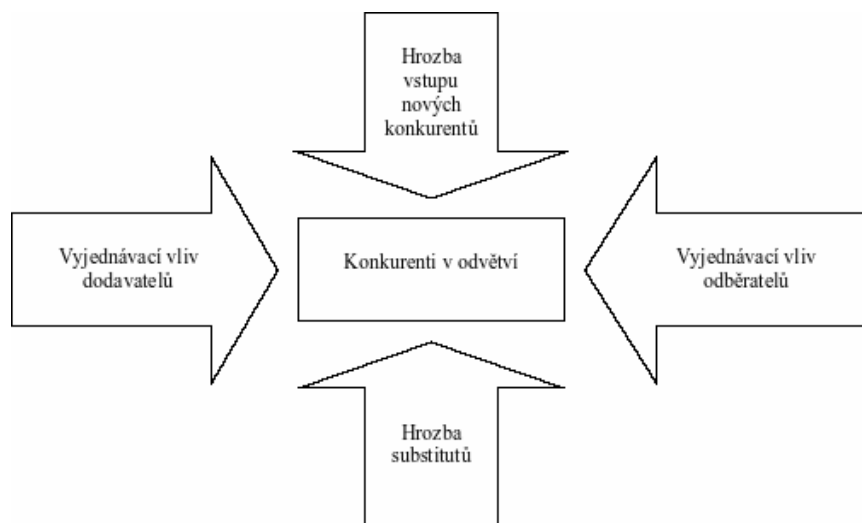 Hrozba
vstupu
nových
konkurentů
Vyjednávací vliv
dodavatelů
Konkurenti v odvětví
Vyjednávací vliv
odběratelů
Hrozba
substitutů